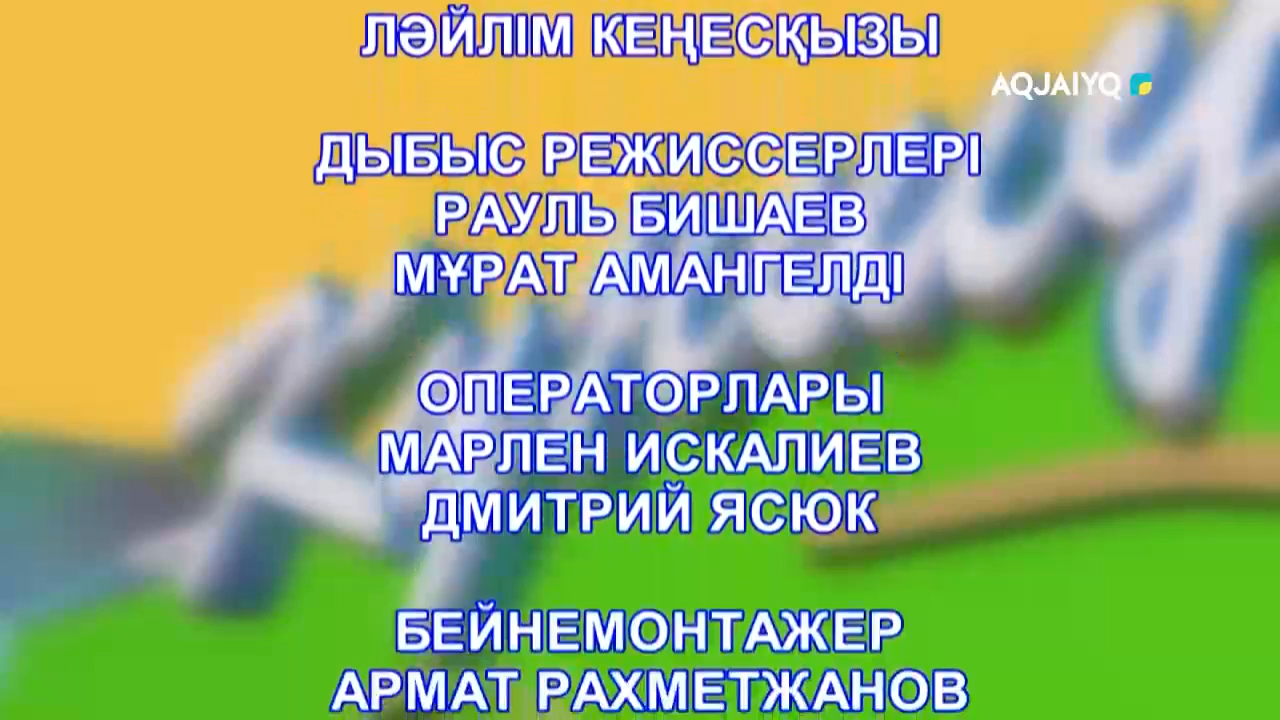 ЛӘЙЛІМ КЕҢЕСҚЫЗЫ
AQJAIYQ
ДЫБЫС РЕЖИССЕРЛЕРІ
РАУЛЬ БИШАЕВ
МҰРАТ АМАНГЕЛДІ
ОПЕРАТОРЛАРЫ
МАРЛЕН ИСКАЛИЕВ
ДМИТРИЙ ЯСЮК
БЕЙНЕМОНТАЖЕР
АРМАТ РАХМЕТЖАНОВ